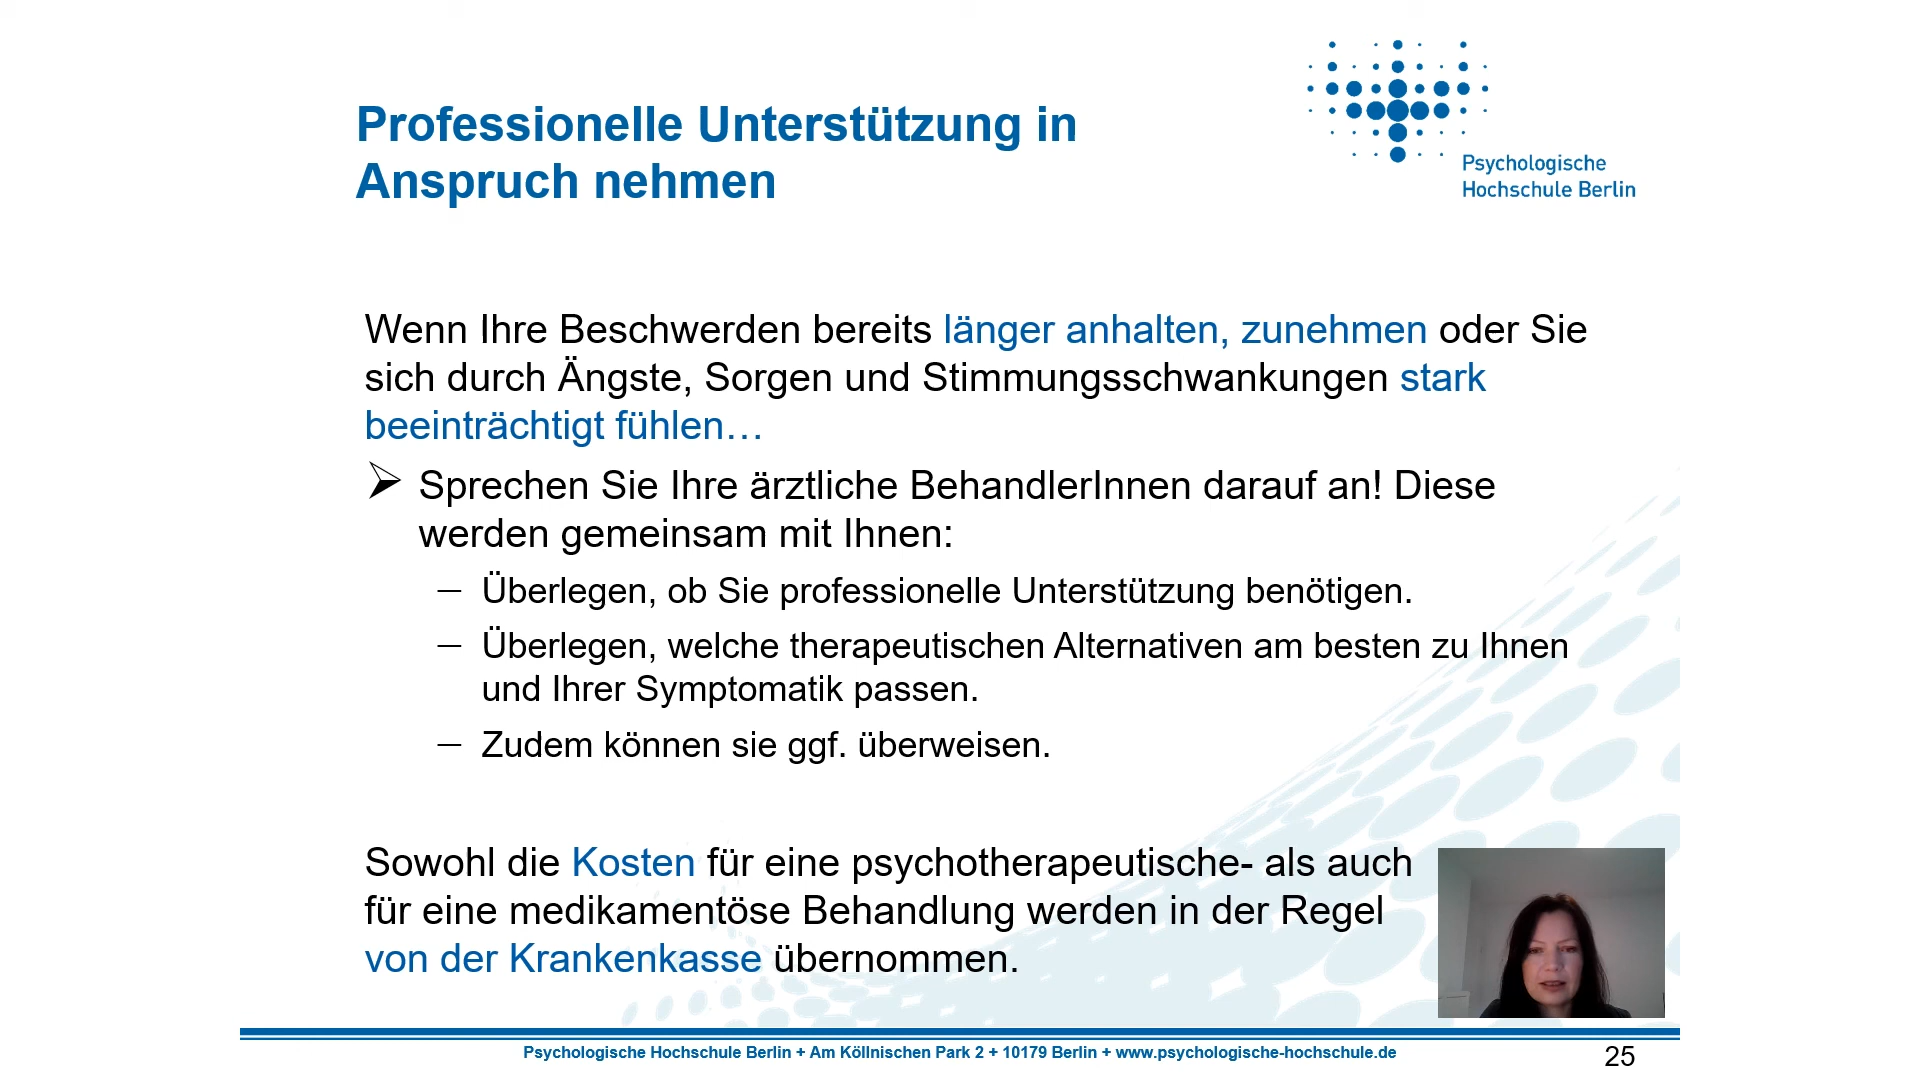 Professionelle Unterstützung in
Anspruch nehmen
Psychologische
Hochschule Berlin
Wenn Ihre Beschwerden bereits länger anhalten, zunehmen oder Sie
sich durch Ängste, Sorgen und Stimmungsschwankungen stark
beeinträchtigt fühlen…
➢ Sprechen Sie Ihre ärztliche BehandlerInnen darauf an! Diese
werden gemeinsam mit Ihnen:
– Überlegen, ob Sie professionelle Unterstützung benötigen.
– Überlegen, welche therapeutischen Alternativen am besten zu Ihnen
und Ihrer Symptomatik passen.
– Zudem können sie ggf. überweisen.
Sowohl die Kosten für eine psychotherapeutische- als auch
für eine medikamentöse Behandlung werden in der Regel
von der Krankenkasse übernommen.
Psychologische Hochschule Berlin + Am Köllnischen Park 2 + 10179 Berlin + www.psychologische-hochschule.de
25